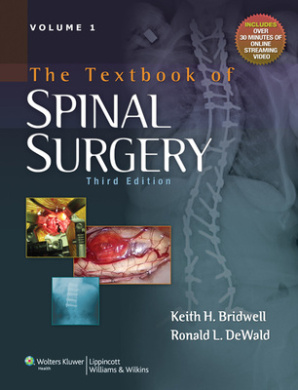 VOLUME 1
INCLUDES
OVER
30 MINUTES OF
ONLINE
STREAMING
VIDEO
The Textbook of
SPINAL
SURGERY
Third Edition
Keith H. Bridwell
Ronald L. DeWald
Wolters Kluwer
Health
Lippincott
Williams & Wilkins